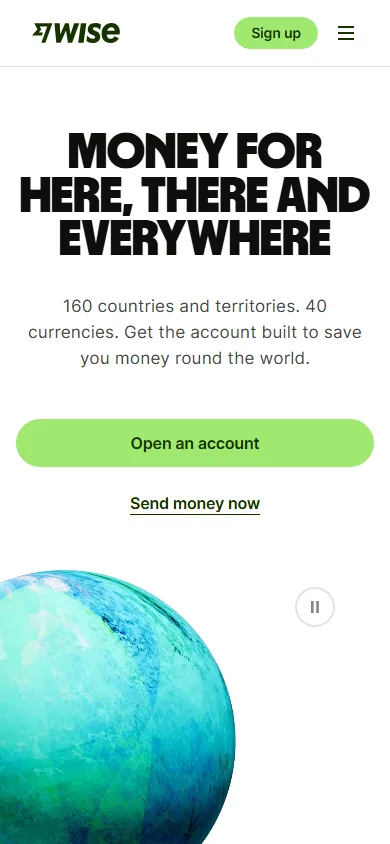 wise
Sign up
MONEY FOR
HERE, THERE AND
EVERYWHERE
160 countries and territories. 40
currencies. Get the account built to save
you money round the world.
Open an account
Send money now